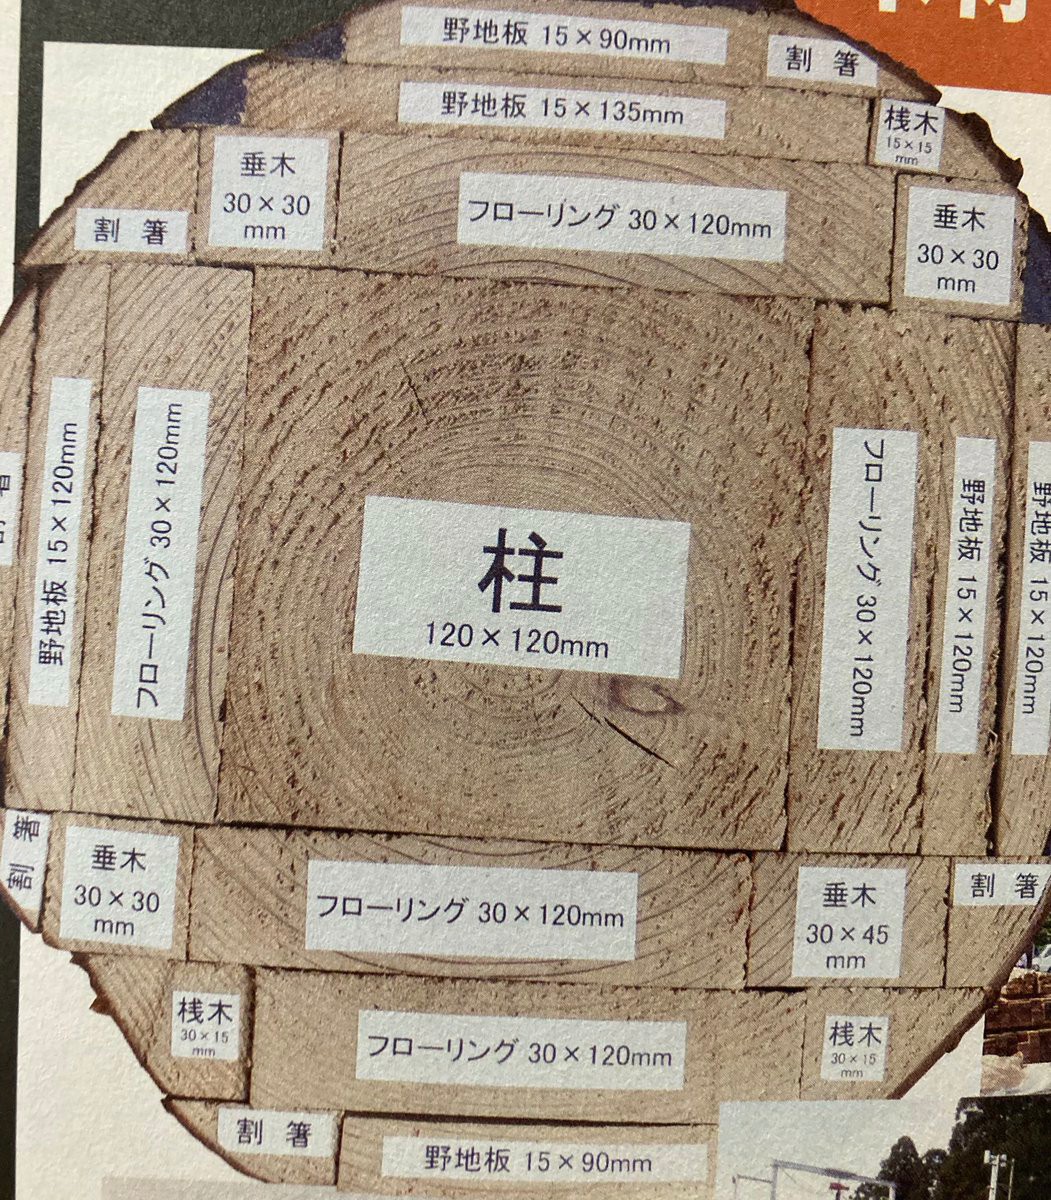 野地板 15×90mm
割 箸
野地板 15×135mm
桟木
15×15
mm
垂木
30×30
mm
割 箸
フローリング 30×120mm
垂木
30×30
mm
野地板 15×120mm
フローリング 30×120mm
柱
120×120mm
フローリング 30×120mm
野地板 15×120mm
野地板 15×120mm
割 箸
垂木
30×30
mm
フローリング 30×120mm
垂木
30×45
mm
割 箸
桟木
30×15
mm
フローリング 30×120mm
桟木
30×15
mm
割 箸
野地板 15×90mm